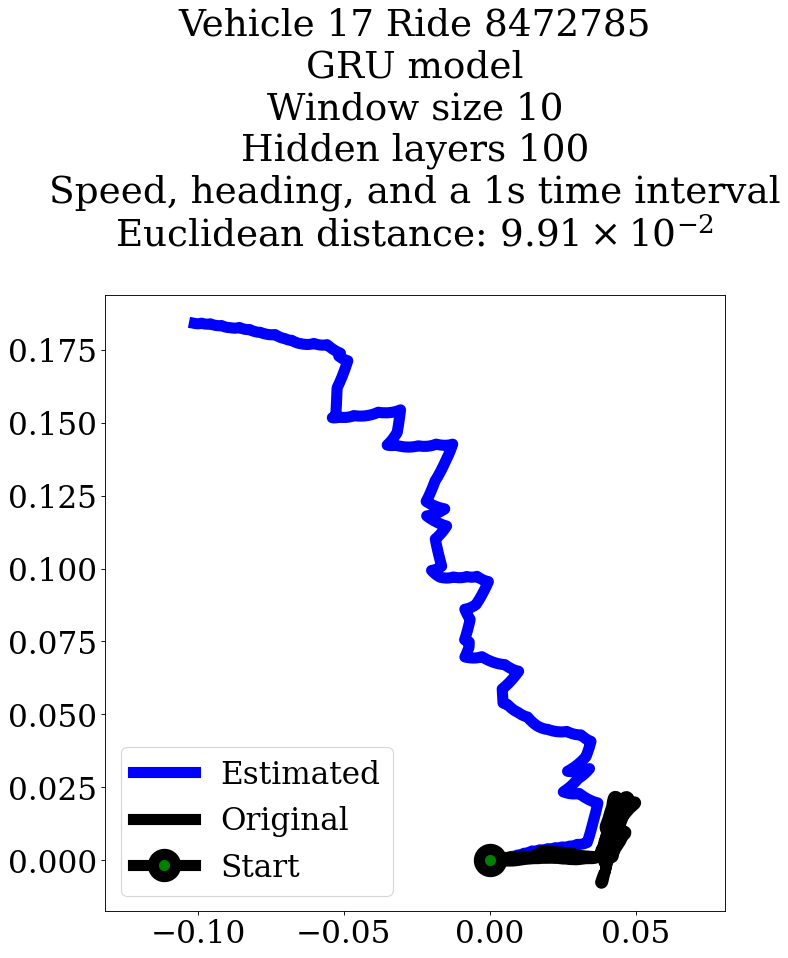 Vehicle 17 Ride 8472785
GRU model
Window size 10
Hidden layers 100
Speed, heading, and a 1s time interval
Euclidean distance: 9.91 × 10⁻²
0.175
0.150
0.125
0.100
0.075
0.050
0.025
0.000
Estimated
Original
Start
−0.10 −0.05 0.00 0.05